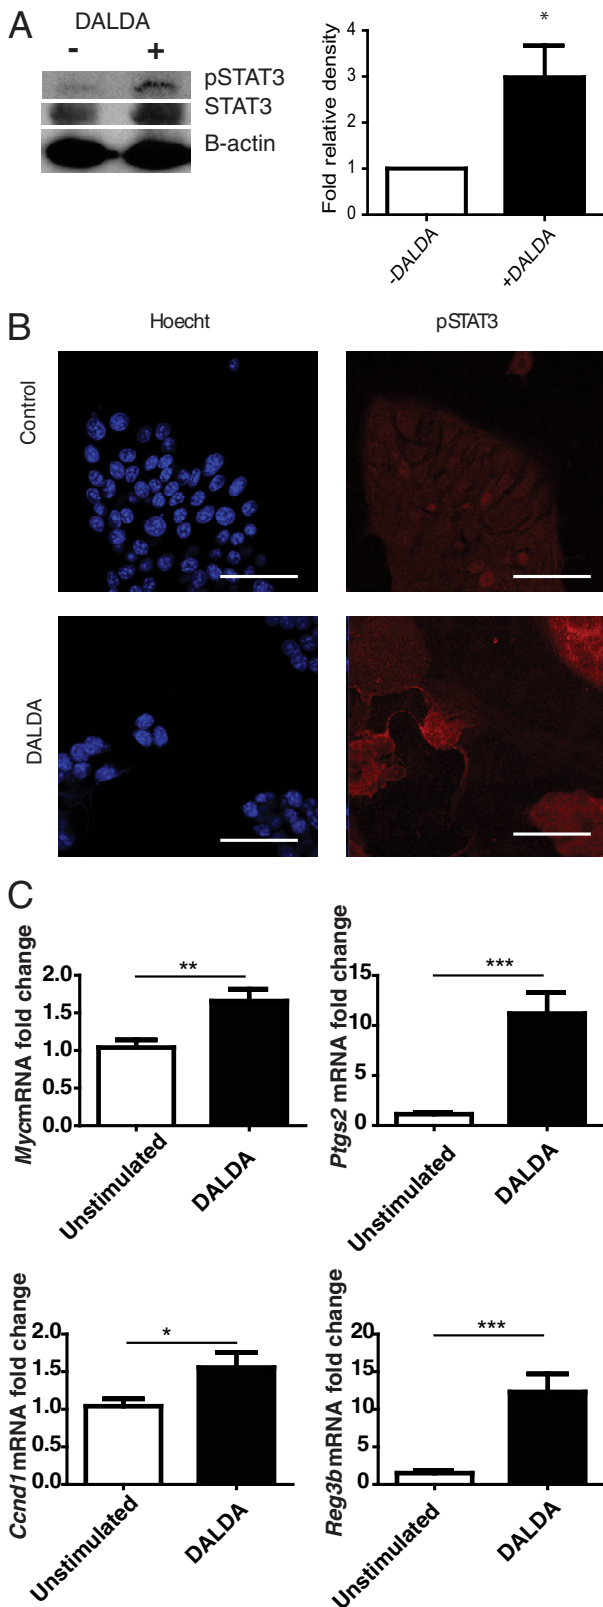 A
DALDA
- +
pSTAT3
STAT3
B-actin
Fold relative density
4
3
2
1
0
*
-DALDA
+DALDA
B
Hoecht
pSTAT3
Control
DALDA
C
MycmRNA fold change
2.0
1.5
1.0
0.5
0.0
**
Unstimulated
DALDA
Ptgs2 mRNA fold change
15
10
5
0
***
Unstimulated
DALDA
Ccnd1 mRNA fold change
2.0
1.5
1.0
0.5
0.0
*
Unstimulated
DALDA
Reg3b mRNA fold change
20
15
10
5
0
***
Unstimulated
DALDA